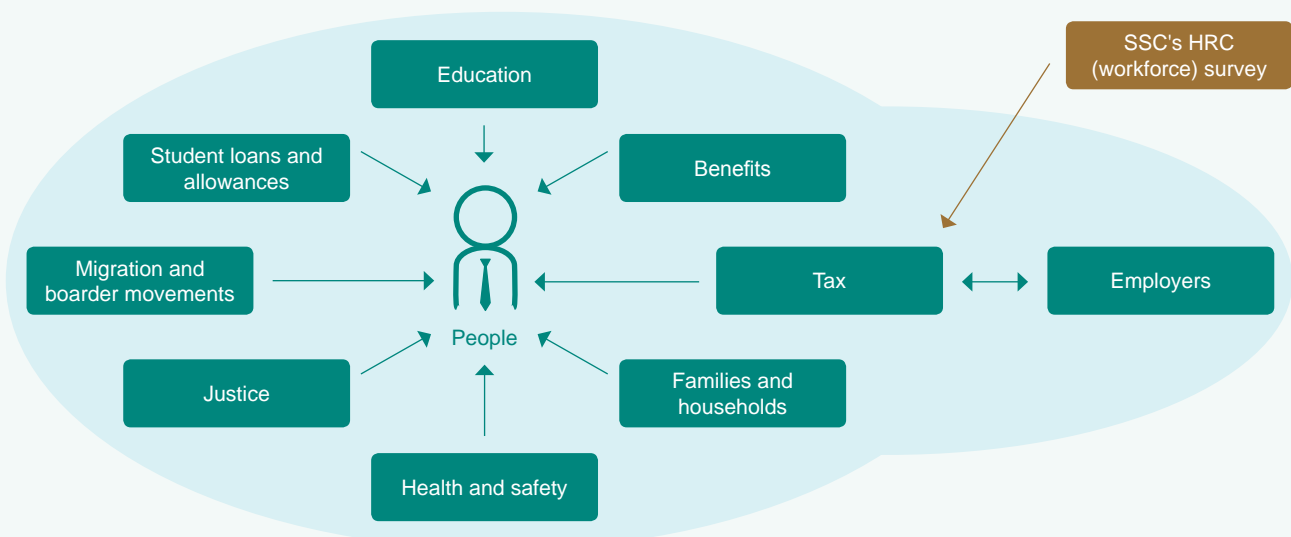 SSC's HRC
(workforce) survey
Education
Student loans and
allowances
Benefits
Migration and
boarder movements
Tax
Employers
People
Justice
Families and
households
Health and safety